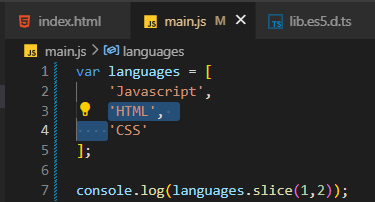 index.html main.js M lib.es5.d.ts
main.js > languages
1 var languages = [
2 'Javascript',
3 'HTML',
4 'CSS'
5 ];
6
7 console.log(languages.slice(1,2));